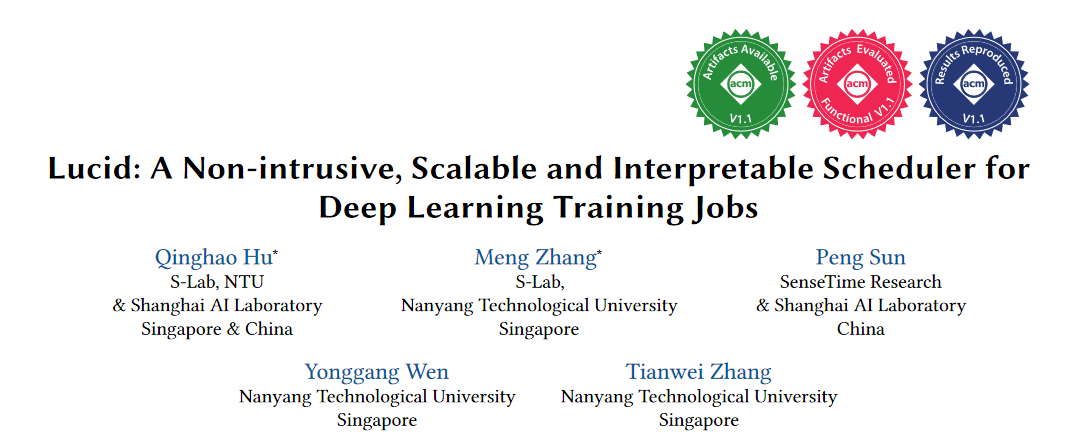 Artifacts Available
acm
V1.1
Artifacts Evaluated
acm
Functional V1.1
Results Reproduced
acm
V1.1
Lucid: A Non-intrusive, Scalable and Interpretable Scheduler for
Deep Learning Training Jobs
Qinghao Hu*
S-Lab, NTU
& Shanghai AI Laboratory
Singapore & China
Meng Zhang*
S-Lab,
Nanyang Technological University
Singapore
Peng Sun
SenseTime Research
& Shanghai AI Laboratory
China
Yonggang Wen
Nanyang Technological University
Singapore
Tianwei Zhang
Nanyang Technological University
Singapore